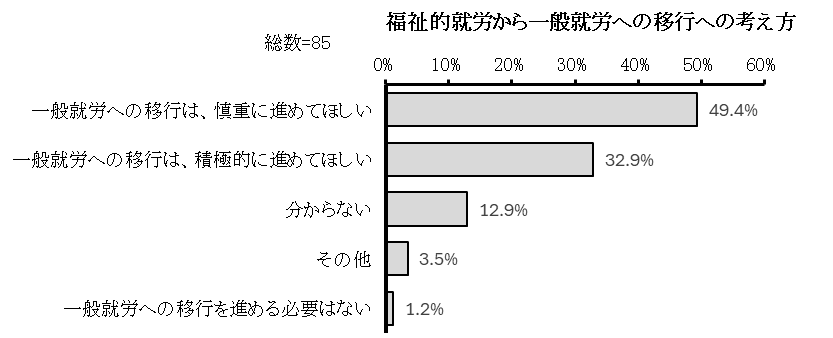 福祉的就労から一般就労への移行への考え方
総数=85
0% 10% 20% 30% 40% 50% 60%
一般就労への移行は、慎重に進めてほしい 49.4%
一般就労への移行は、積極的に進めてほしい 32.9%
分からない 12.9%
その他 3.5%
一般就労への移行を進める必要はない 1.2%